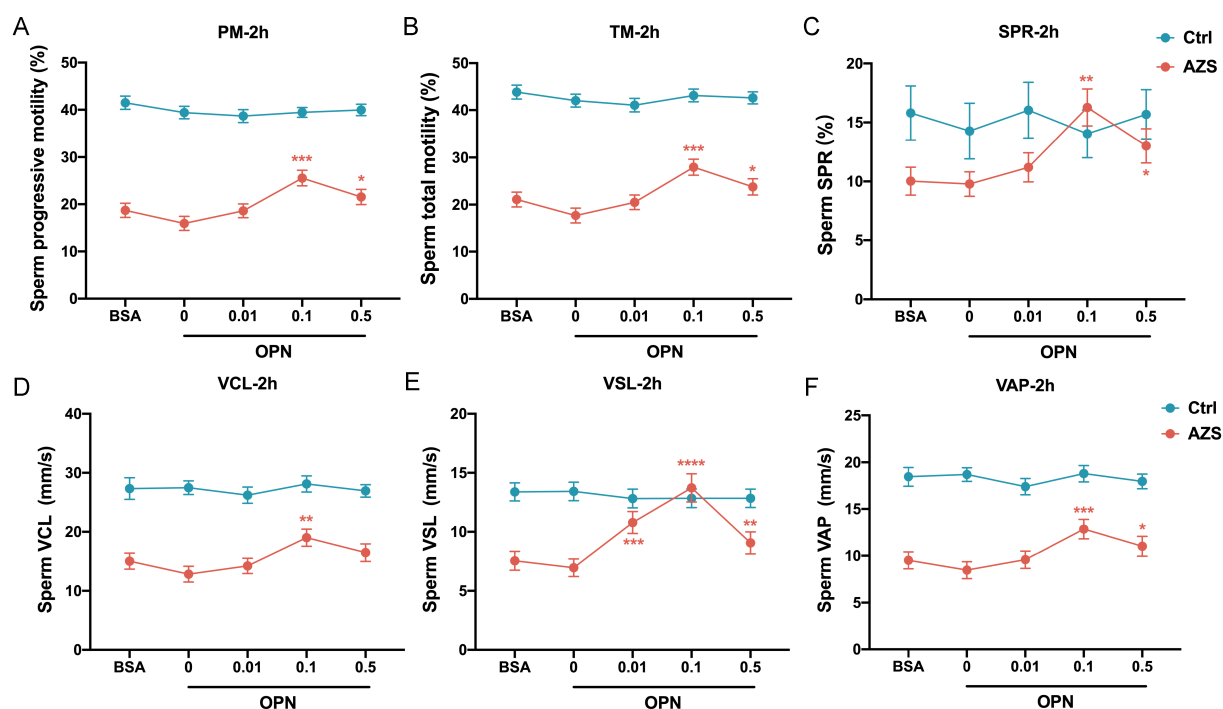 A
PM-2h
Sperm progressive motility (%)
50
40
30
20
10
0
***
*
BSA
0
0.01
0.1
0.5
OPN
B
TM-2h
Sperm total motility (%)
50
40
30
20
10
0
***
*
BSA
0
0.01
0.1
0.5
OPN
C
SPR-2h
Sperm SPR (%)
20
15
10
5
0
**
*
BSA
0
0.01
0.1
0.5
OPN
Ctrl
AZS
D
VCL-2h
Sperm VCL (mm/s)
40
30
20
10
0
**
BSA
0
0.01
0.1
0.5
OPN
E
VSL-2h
Sperm VSL (mm/s)
20
15
10
5
0
***
****
**
BSA
0
0.01
0.1
0.5
OPN
F
VAP-2h
Sperm VAP (mm/s)
25
20
15
10
5
0
***
*
BSA
0
0.01
0.1
0.5
OPN
Ctrl
AZS